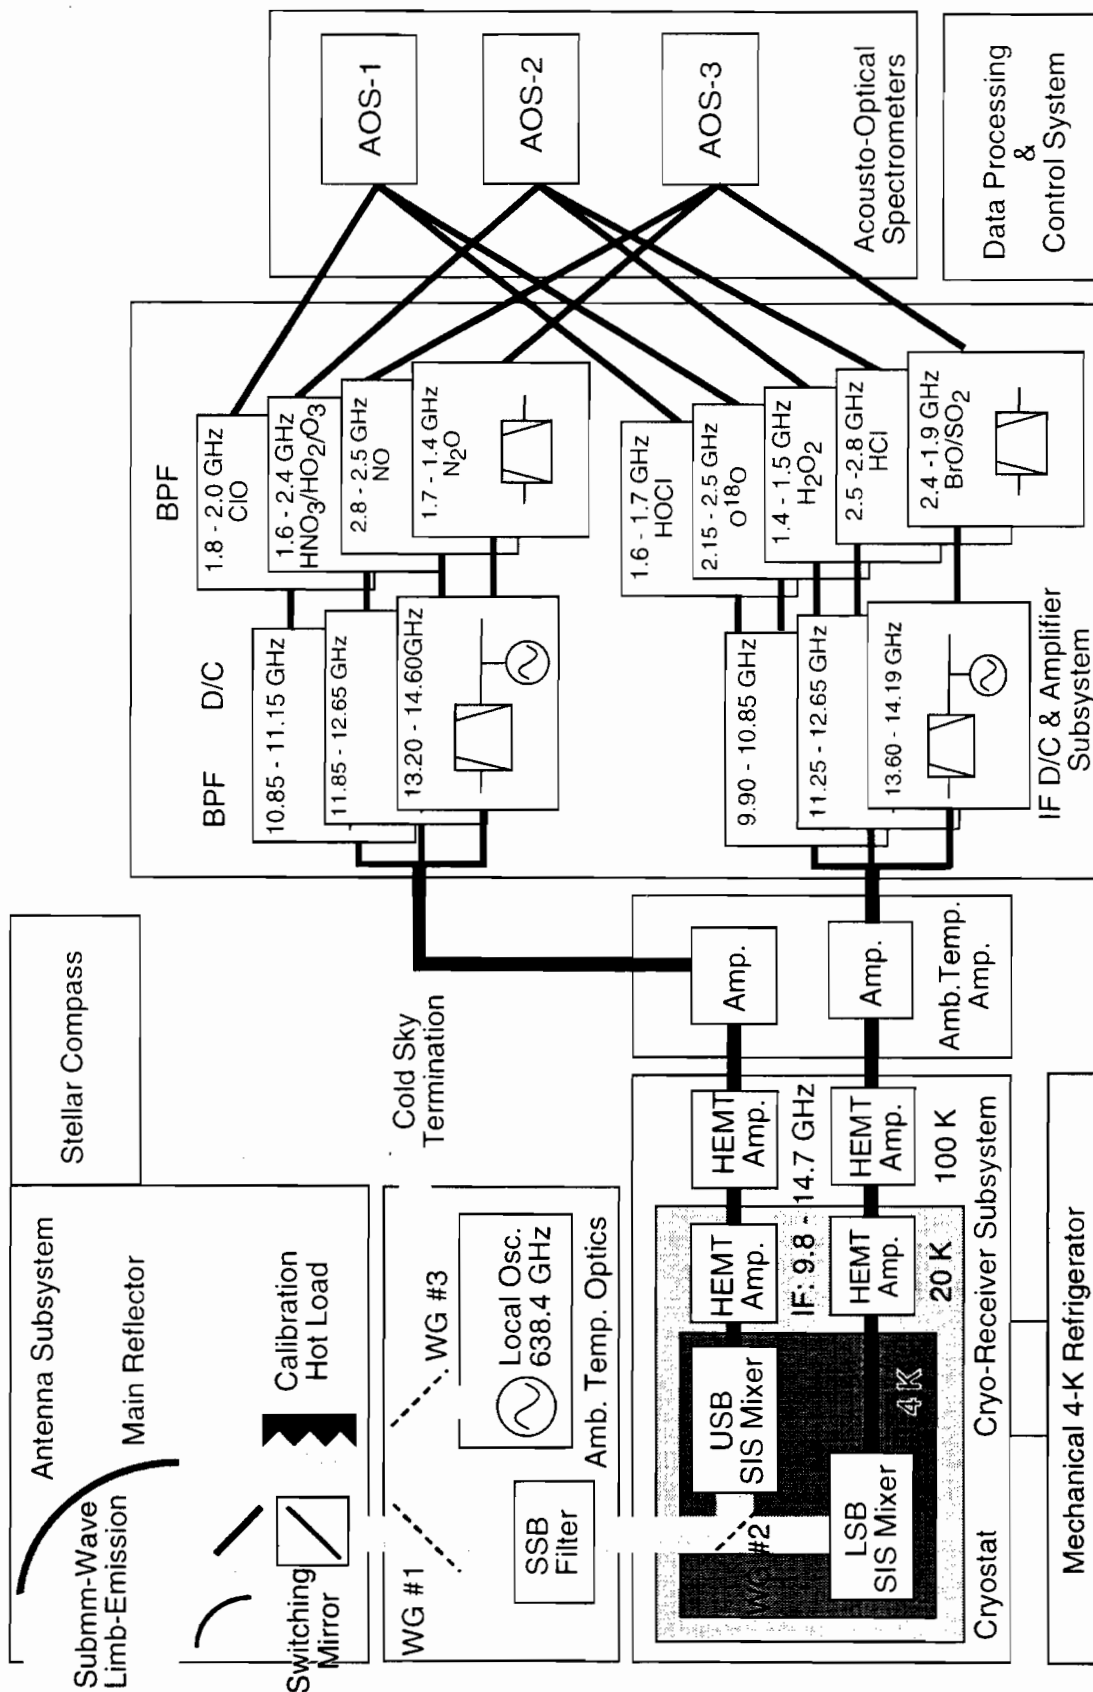 Antenna Subsystem
Main Reflector
Submm-Wave
Limb-Emission
Switching
Mirror
Calibration
Hot Load
Stellar Compass
WG #1
WG #3
SSB
Filter
Local Osc.
638.4 GHz
Amb. Temp. Optics
Cold Sky
Termination
USB
SIS Mixer
WG #2
LSB
SIS Mixer
4 K
HEMT
Amp.
HEMT
Amp.
IF: 9.8 - 14.7 GHz
HEMT
Amp.
HEMT
Amp.
20 K
100 K
Cryostat
Cryo-Receiver Subsystem
Mechanical 4-K Refrigerator
Amp.
Amp.
Amb.Temp.
Amp.
BPF
D/C
BPF
10.85 - 11.15 GHz
11.85 - 12.65 GHz
13.20 - 14.60GHz
1.8 - 2.0 GHz
ClO
1.6 - 2.4 GHz
HNO3/HO2/O3
2.8 - 2.5 GHz
NO
1.7 - 1.4 GHz
N2O
9.90 - 10.85 GHz
11.25 - 12.65 GHz
13.60 - 14.19 GHz
1.6 - 1.7 GHz
HOCl
2.15 - 2.5 GHz
O18O
1.4 - 1.5 GHz
H2O2
2.5 -2.8 GHz
HCl
2.4 -1.9 GHz
BrO/SO2
IF D/C & Amplifier
Subsystem
AOS-1
AOS-2
AOS-3
Acousto-Optical
Spectrometers
Data Processing
&
Control System